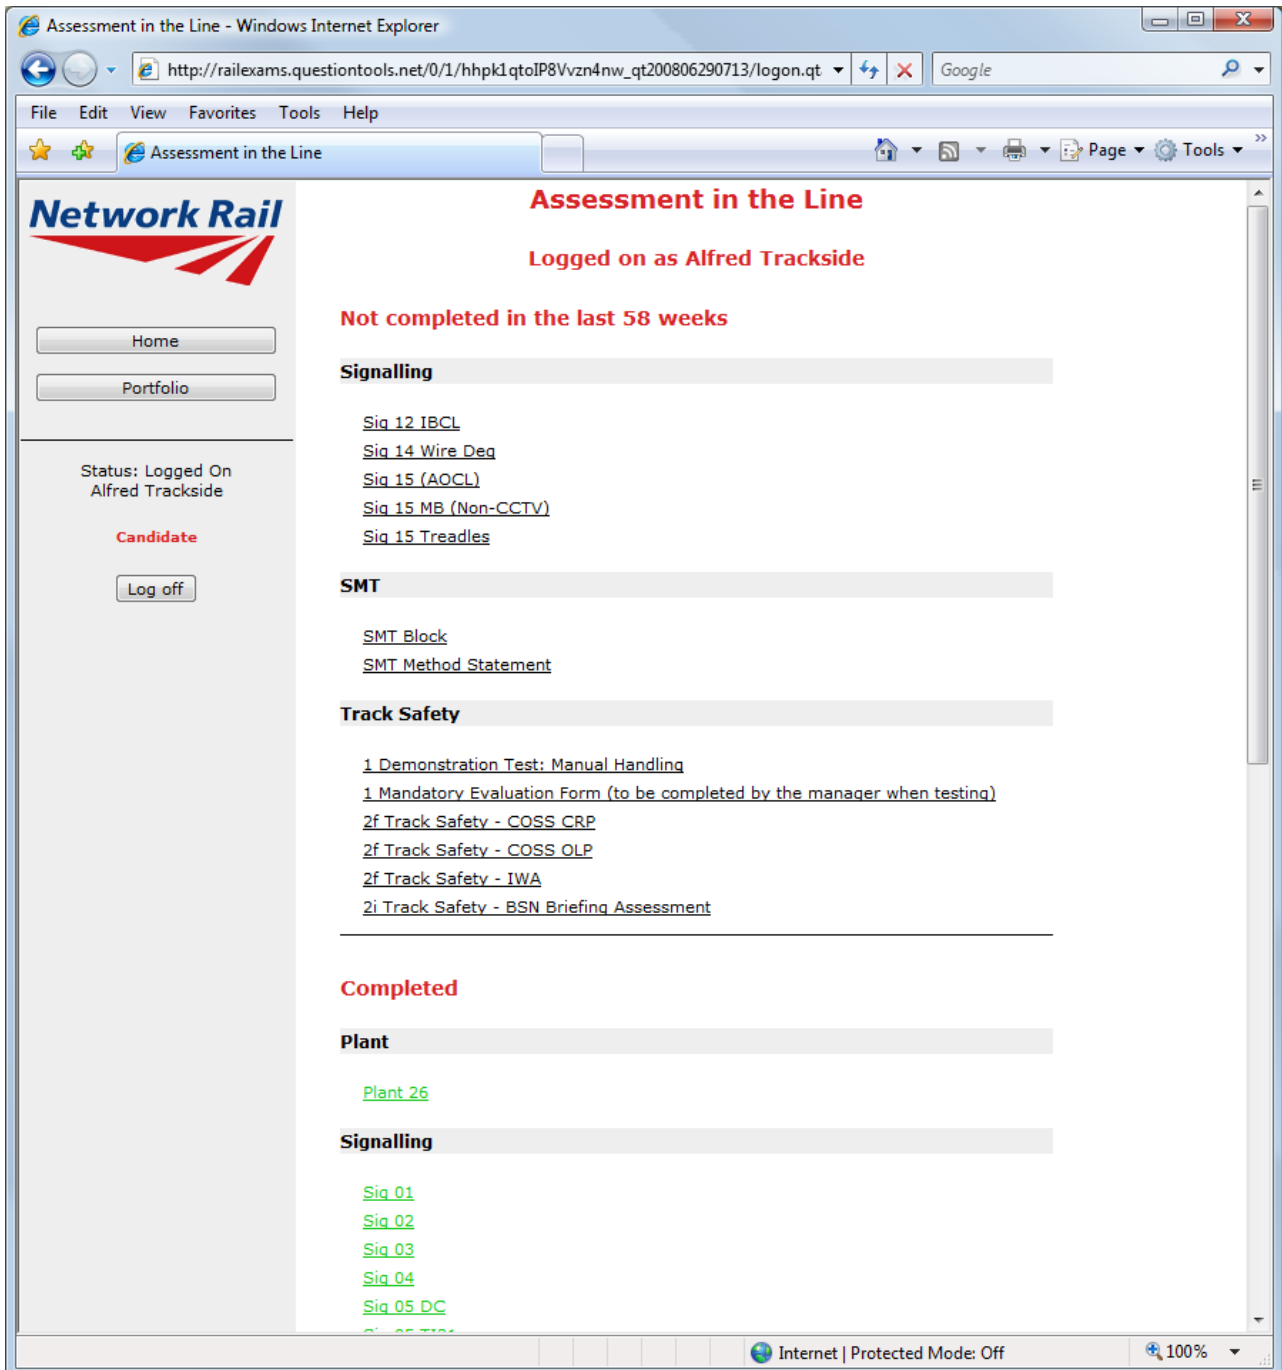 Assessment in the Line - Windows Internet Explorer
http://railexams.questiontools.net/0/1/hhpk1qtoIP8Vvzn4nw_qt200806290713/logon.qt
Google
File Edit View Favorites Tools Help
Assessment in the Line
Page Tools
Network Rail
Home
Portfolio
Status: Logged On
Alfred Trackside
Candidate
Log off
Assessment in the Line
Logged on as Alfred Trackside
Not completed in the last 58 weeks
Signalling
Sig 12 IBCL
Sig 14 Wire Deg
Sig 15 (AOCL)
Sig 15 MB (Non-CCTV)
Sig 15 Treadles
SMT
SMT Block
SMT Method Statement
Track Safety
1 Demonstration Test: Manual Handling
1 Mandatory Evaluation Form (to be completed by the manager when testing)
2f Track Safety - COSS CRP
2f Track Safety - COSS OLP
2f Track Safety - IWA
2i Track Safety - BSN Briefing Assessment
Completed
Plant
Plant 26
Signalling
Sig 01
Sig 02
Sig 03
Sig 04
Sig 05 DC
Internet | Protected Mode: Off
100%